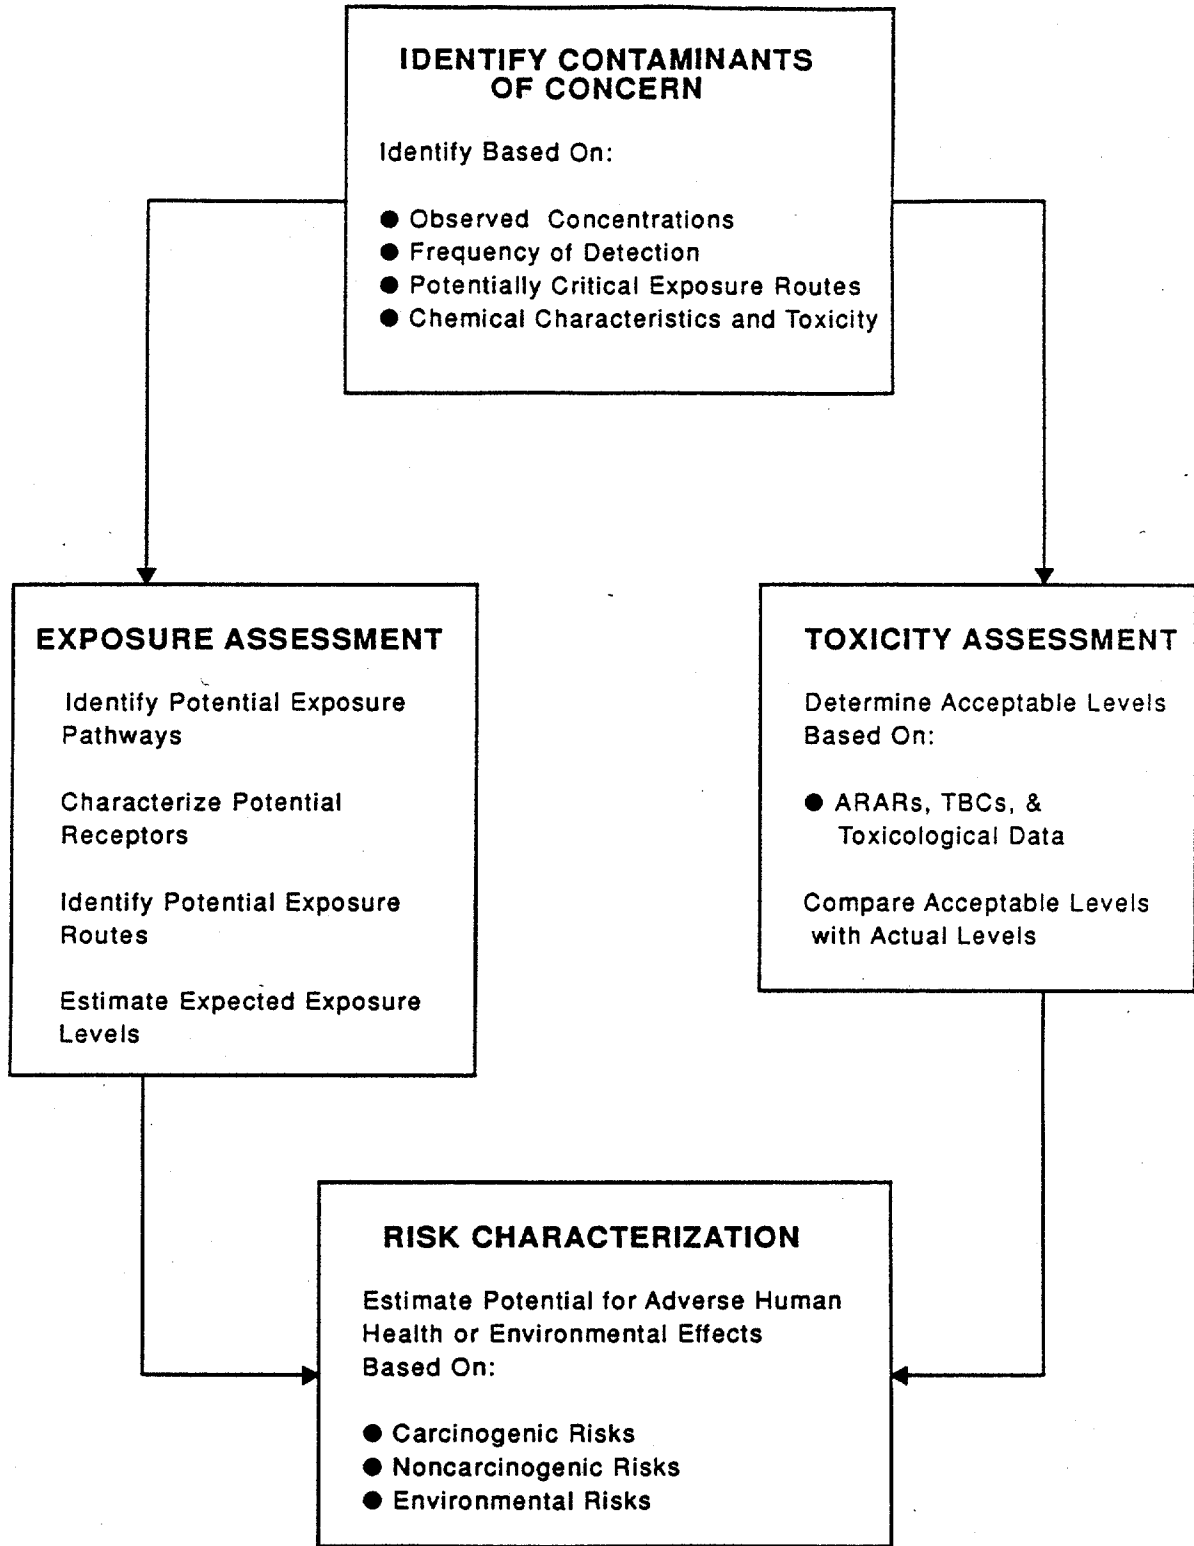 IDENTIFY CONTAMINANTS
OF CONCERN
Identify Based On:
● Observed Concentrations
● Frequency of Detection
● Potentially Critical Exposure Routes
● Chemical Characteristics and Toxicity
EXPOSURE ASSESSMENT
Identify Potential Exposure
Pathways
Characterize Potential
Receptors
Identify Potential Exposure
Routes
Estimate Expected Exposure
Levels
TOXICITY ASSESSMENT
Determine Acceptable Levels
Based On:
● ARARs, TBCs, &
Toxicological Data
Compare Acceptable Levels
with Actual Levels
RISK CHARACTERIZATION
Estimate Potential for Adverse Human
Health or Environmental Effects
Based On:
● Carcinogenic Risks
● Noncarcinogenic Risks
● Environmental Risks